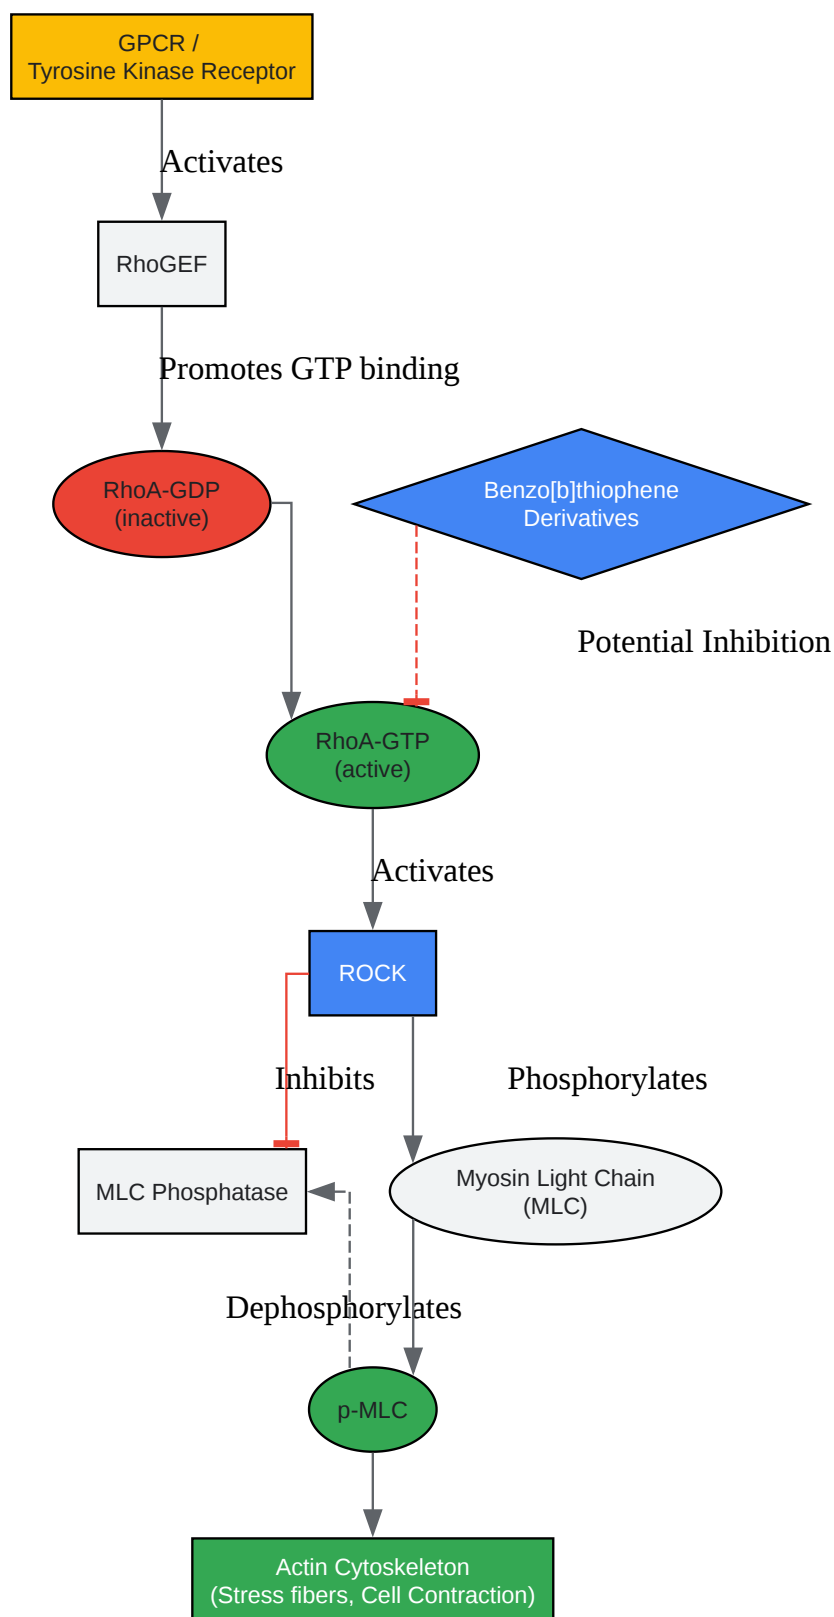 GPCR /
Tyrosine Kinase Receptor
Activates
RhoGEF
Promotes GTP binding
RhoA-GDP
(inactive)
Benzo[b]thiophene
Derivatives
Potential Inhibition
RhoA-GTP
(active)
Activates
ROCK
Inhibits
Phosphorylates
MLC Phosphatase
Myosin Light Chain
(MLC)
Dephosphorylates
p-MLC
Actin Cytoskeleton
(Stress fibers, Cell Contraction)